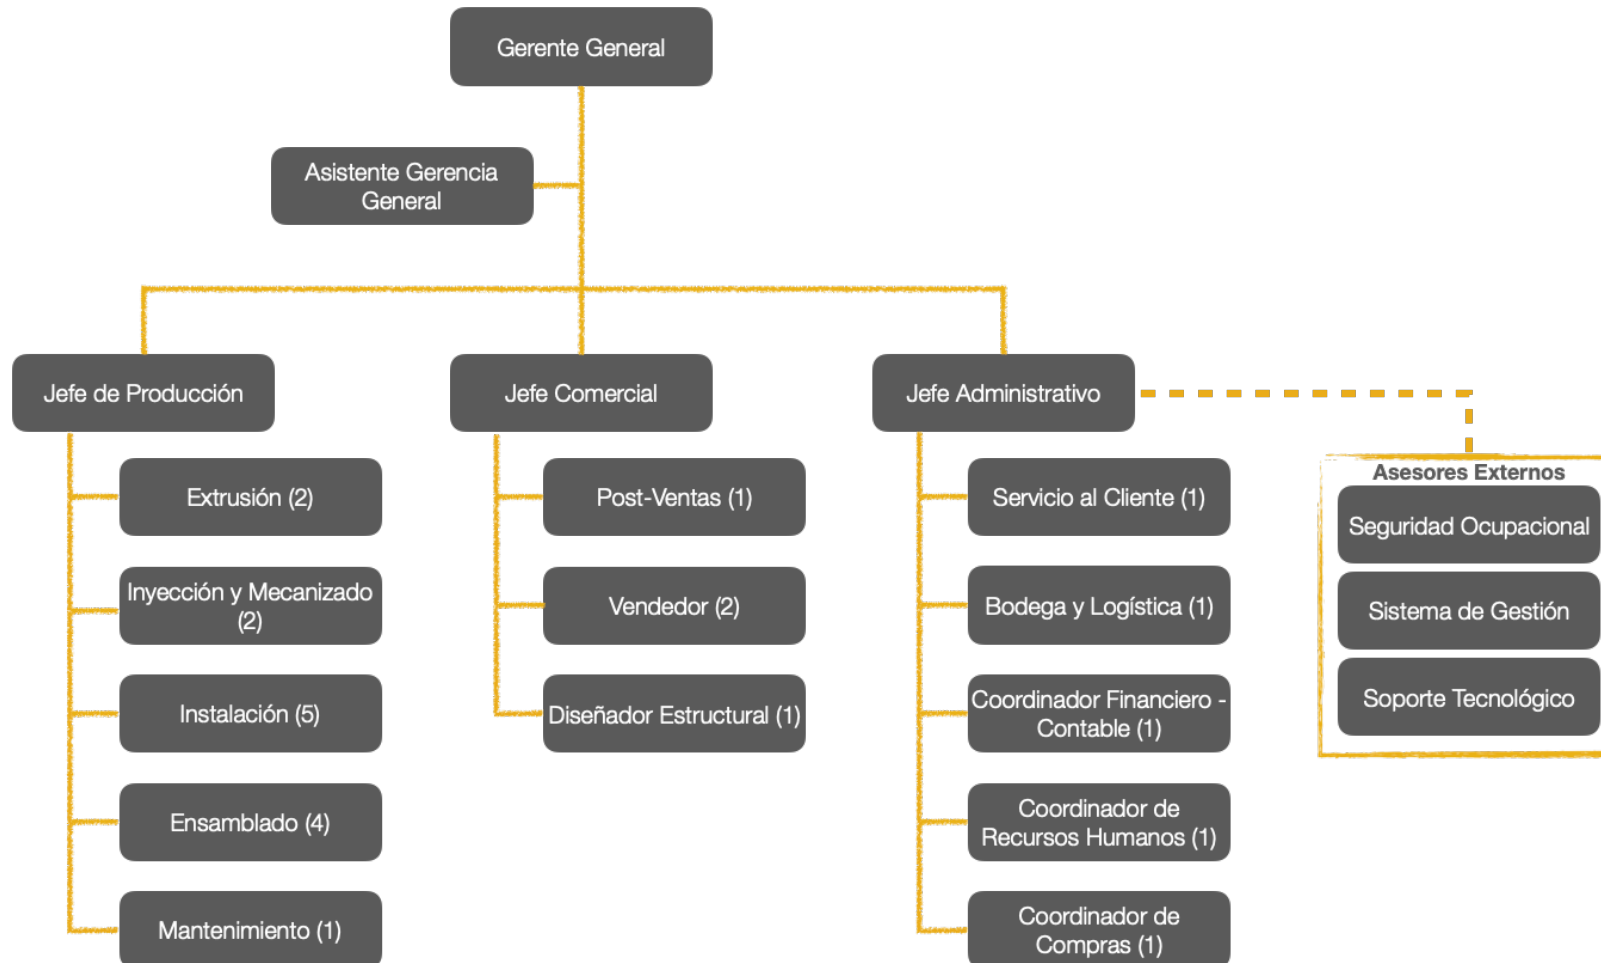 Gerente General
Asistente Gerencia
General
Jefe de Producción
Jefe Comercial
Jefe Administrativo
Extrusión (2)
Inyección y Mecanizado
(2)
Instalación (5)
Ensamblado (4)
Mantenimiento (1)
Post-Ventas (1)
Vendedor (2)
Diseñador Estructural (1)
Servicio al Cliente (1)
Bodega y Logística (1)
Coordinador Financiero -
Contable (1)
Coordinador de
Recursos Humanos (1)
Coordinador de
Compras (1)
Asesores Externos
Seguridad Ocupacional
Sistema de Gestión
Soporte Tecnológico